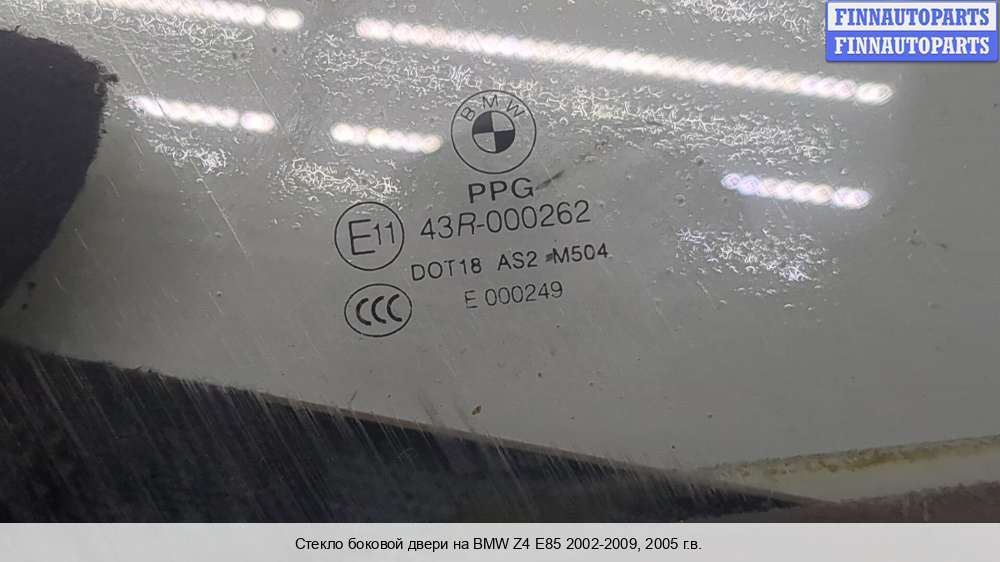 FINNAUTOPARTS
FINNAUTOPARTS
BMW
PPG
E11 43R-000262
DOT18 AS2 M504
CCC E 000249
Стекло боковой двери на BMW Z4 E85 2002-2009, 2005 г.в.